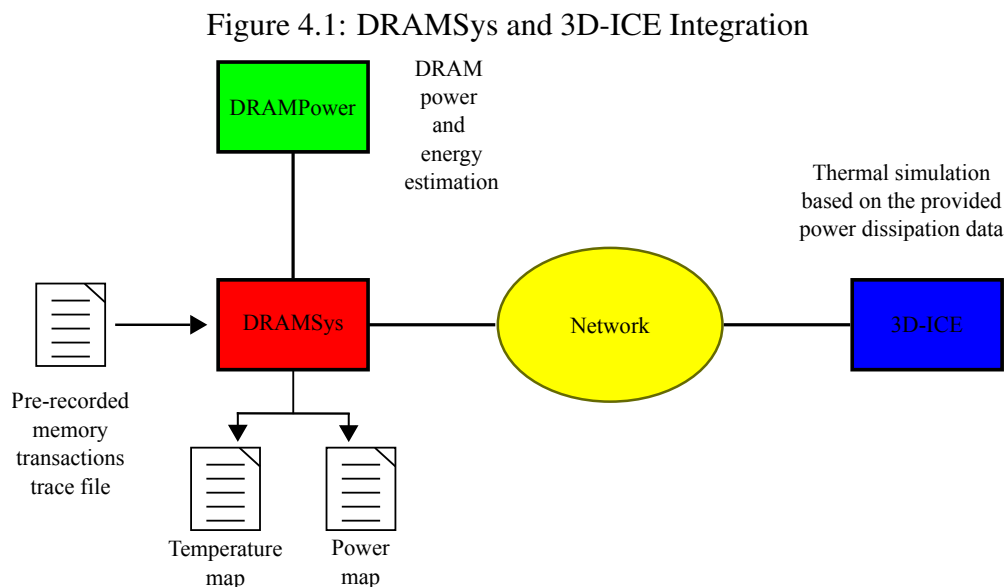 Figure 4.1: DRAMSys and 3D-ICE Integration
DRAMPower
DRAM
power
and
energy
estimation
Thermal simulation
based on the provided
power dissipation data
DRAMSys
Network
3D-ICE
Pre-recorded
memory
transactions
trace file
Temperature
map
Power
map